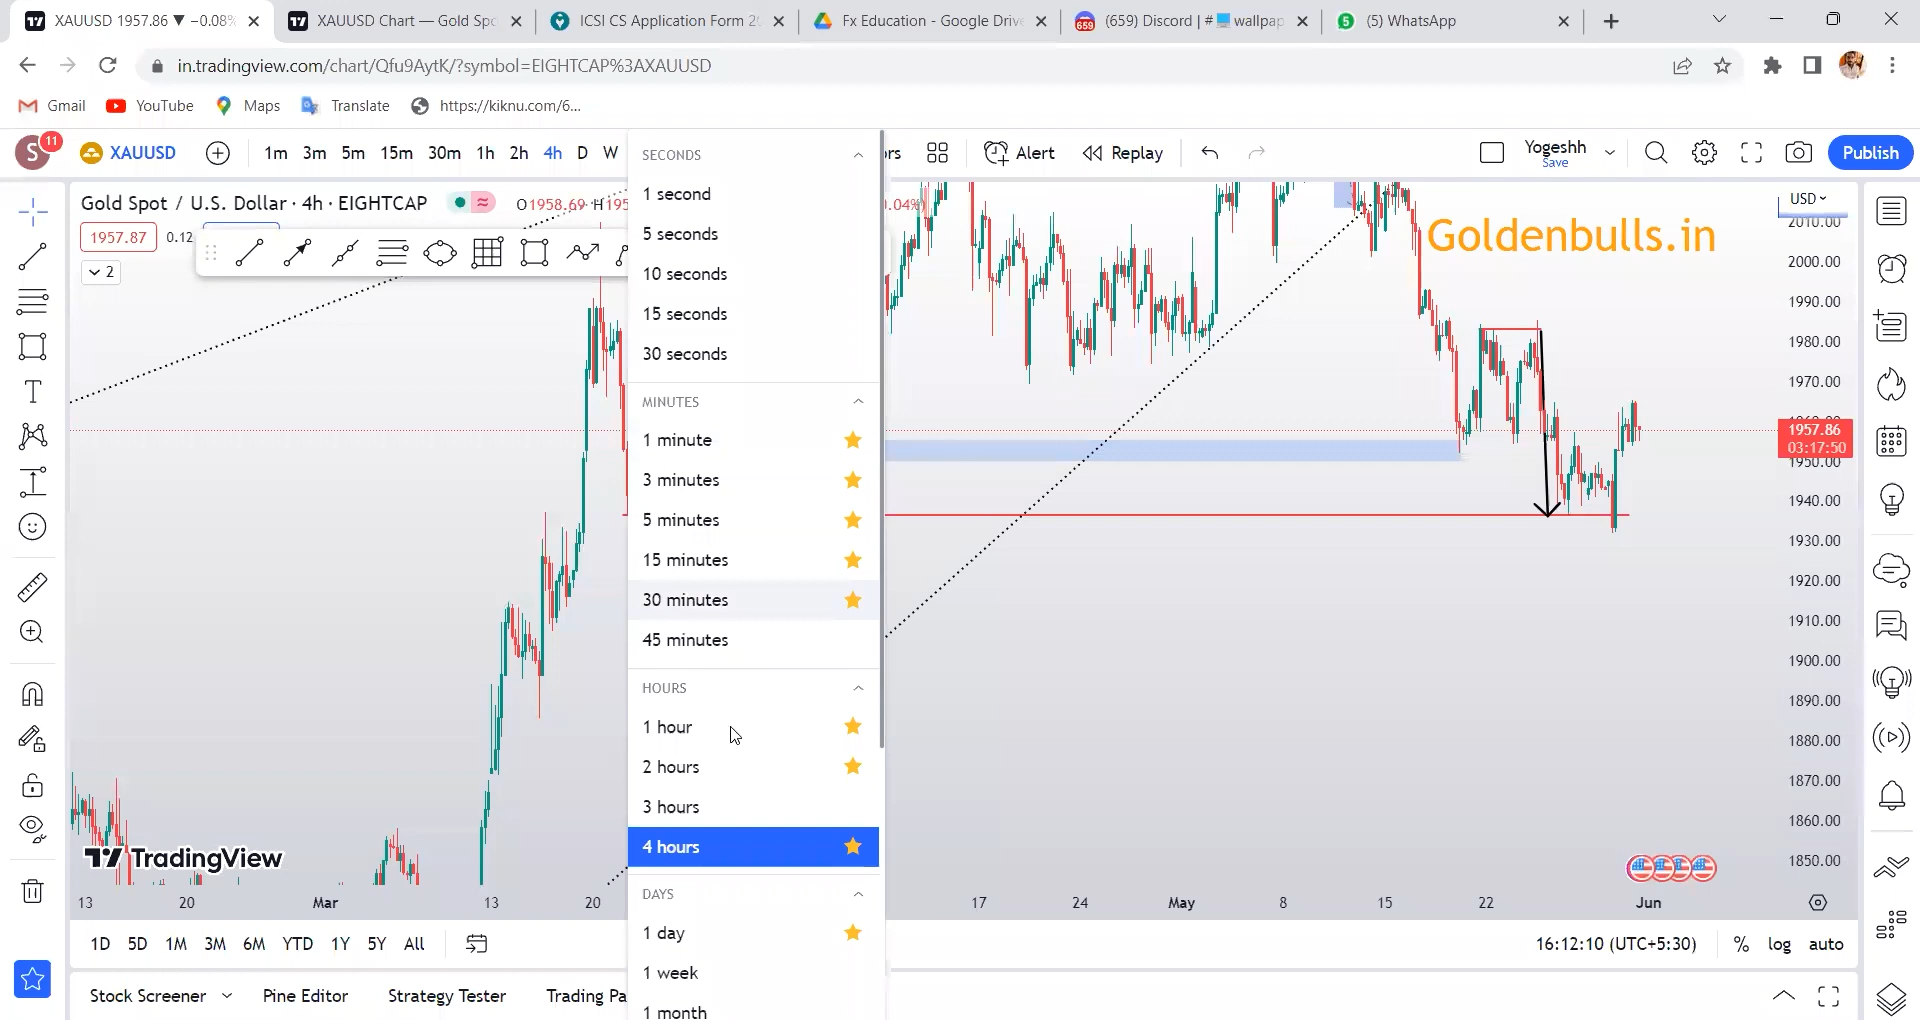 XAUUSD 1957.86 ▼ −0.08%
XAUUSD Chart — Gold Spo
ICSI CS Application Form 2
Fx Education - Google Drive
(659) Discord | # wallpap
(5) WhatsApp
in.tradingview.com/chart/Qfu9AytK/?symbol=EIGHTCAP%3AXAUUSD
Gmail YouTube Maps Translate https://kiknu.com/6...
S 11 XAUUSD 1m 3m 5m 15m 30m 1h 2h 4h D W rs Alert Replay Yogeshh Save Publish
Gold Spot / U.S. Dollar · 4h · EIGHTCAP O1958.69 H195 .04%)
1957.87 0.12
2
Goldenbulls.in
SECONDS
1 second
5 seconds
10 seconds
15 seconds
30 seconds
MINUTES
1 minute
3 minutes
5 minutes
15 minutes
30 minutes
45 minutes
HOURS
1 hour
2 hours
3 hours
4 hours
DAYS
1 day
1 week
1 month
USD
2010.00
2000.00
1990.00
1980.00
1970.00
1957.86
03:17:50
1950.00
1940.00
1930.00
1920.00
1910.00
1900.00
1890.00
1880.00
1870.00
1860.00
1850.00
TradingView
13 20 Mar 13 20 17 24 May 8 15 22 Jun
1D 5D 1M 3M 6M YTD 1Y 5Y All 16:12:10 (UTC+5:30) % log auto
Stock Screener Pine Editor Strategy Tester Trading Pa